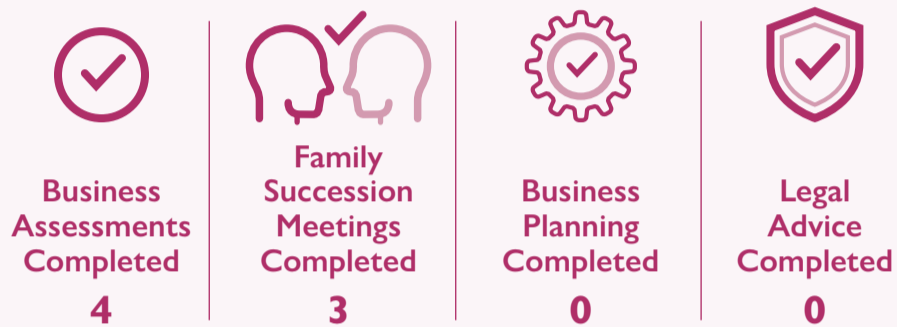 Business
Assessments
Completed
4
Family
Succession
Meetings
Completed
3
Business
Planning
Completed
0
Legal
Advice
Completed
0